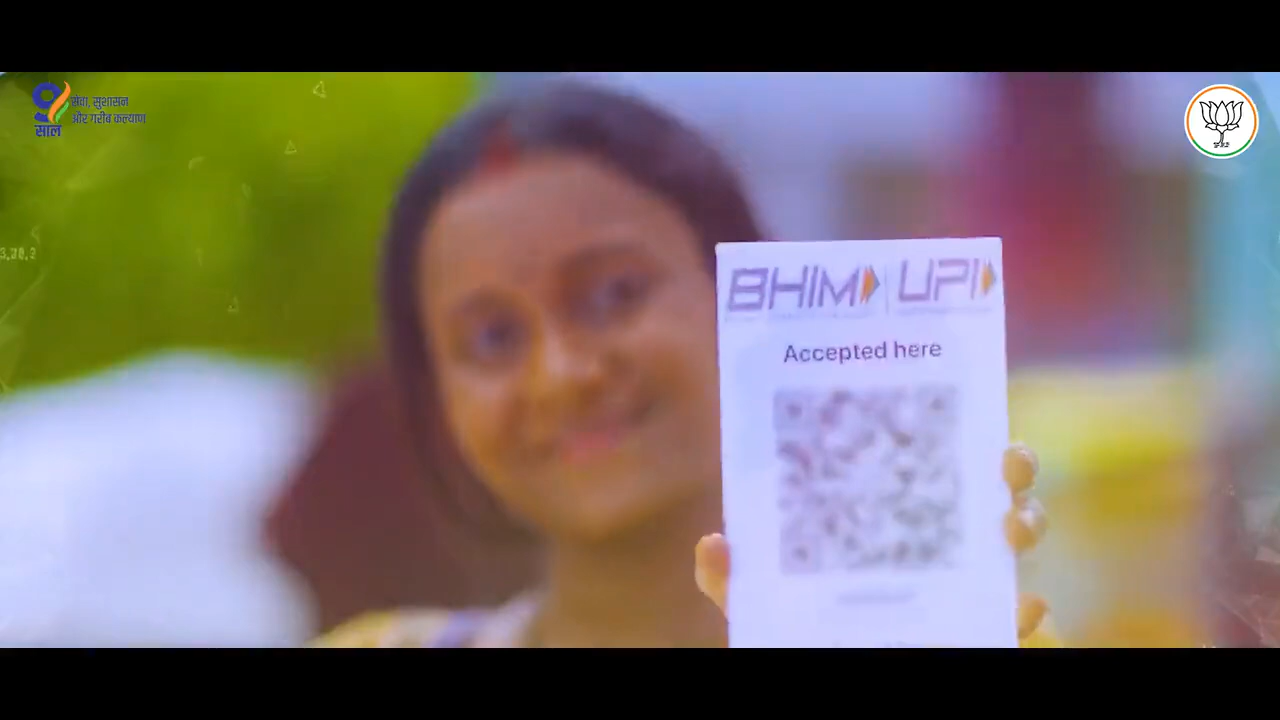 9
साल
सेवा, सुशासन
और गरीब कल्याण
BHIM UPI
Accepted here